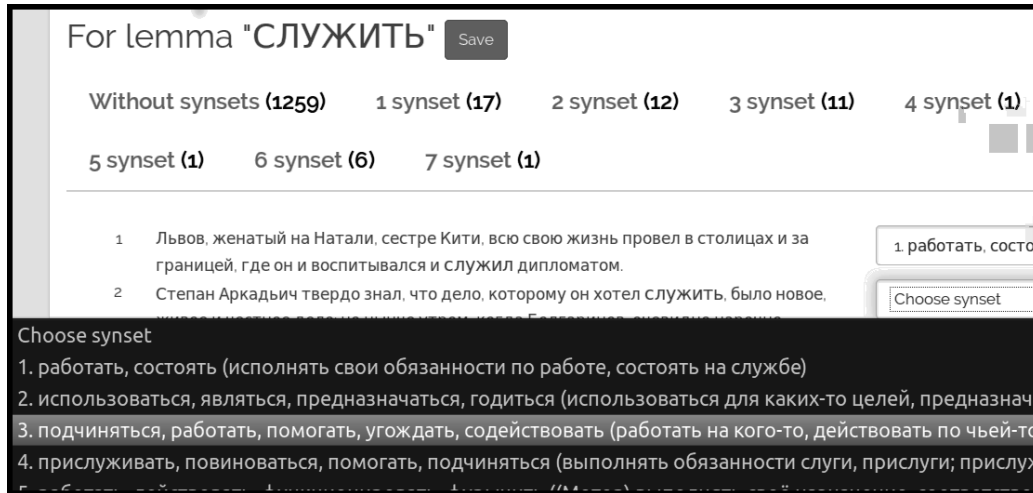 For lemma "СЛУЖИТЬ" Save
Without synsets (1259) 1 synset (17) 2 synset (12) 3 synset (11) 4 synset (1)
5 synset (1) 6 synset (6) 7 synset (1)
1 Львов, женатый на Натали, сестре Кити, всю свою жизнь провел в столицах и за
границей, где он и воспитывался и служил дипломатом.
1. работать, состо
2 Степан Аркадьич твердо знал, что дело, которому он хотел служить, было новое,
Choose synset
Choose synset
1. работать, состоять (исполнять свои обязанности по работе, состоять на службе)
2. использоваться, являться, предназначаться, годиться (использоваться для каких-то целей, предназнач
3. подчиняться, работать, помогать, угождать, содействовать (работать на кого-то, действовать по чьей-то
4. прислуживать, повиноваться, помогать, подчиняться (выполнять обязанности слуги, прислуги; прислуж